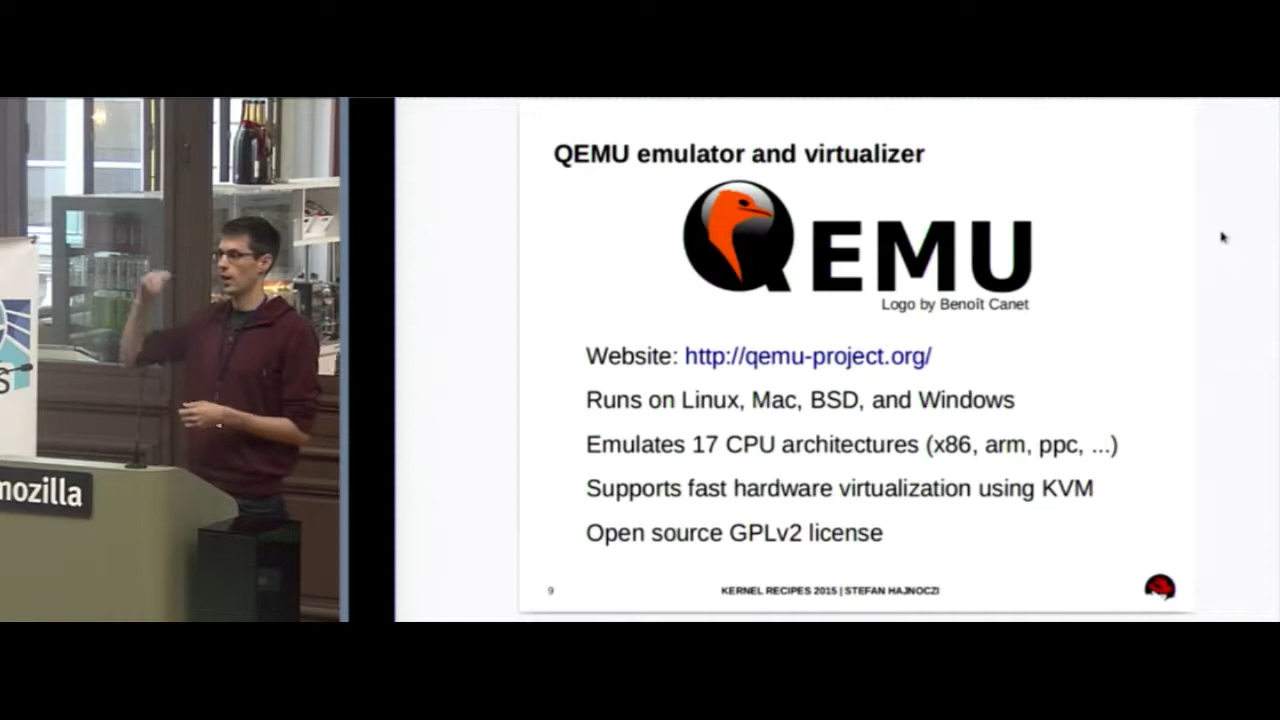 mozilla
S
QEMU emulator and virtualizer
QEMU
Logo by Benoît Canet
Website: http://qemu-project.org/
Runs on Linux, Mac, BSD, and Windows
Emulates 17 CPU architectures (x86, arm, ppc, ...)
Supports fast hardware virtualization using KVM
Open source GPLv2 license
9
KERNEL RECIPES 2015 | STEFAN HAJNOCZI